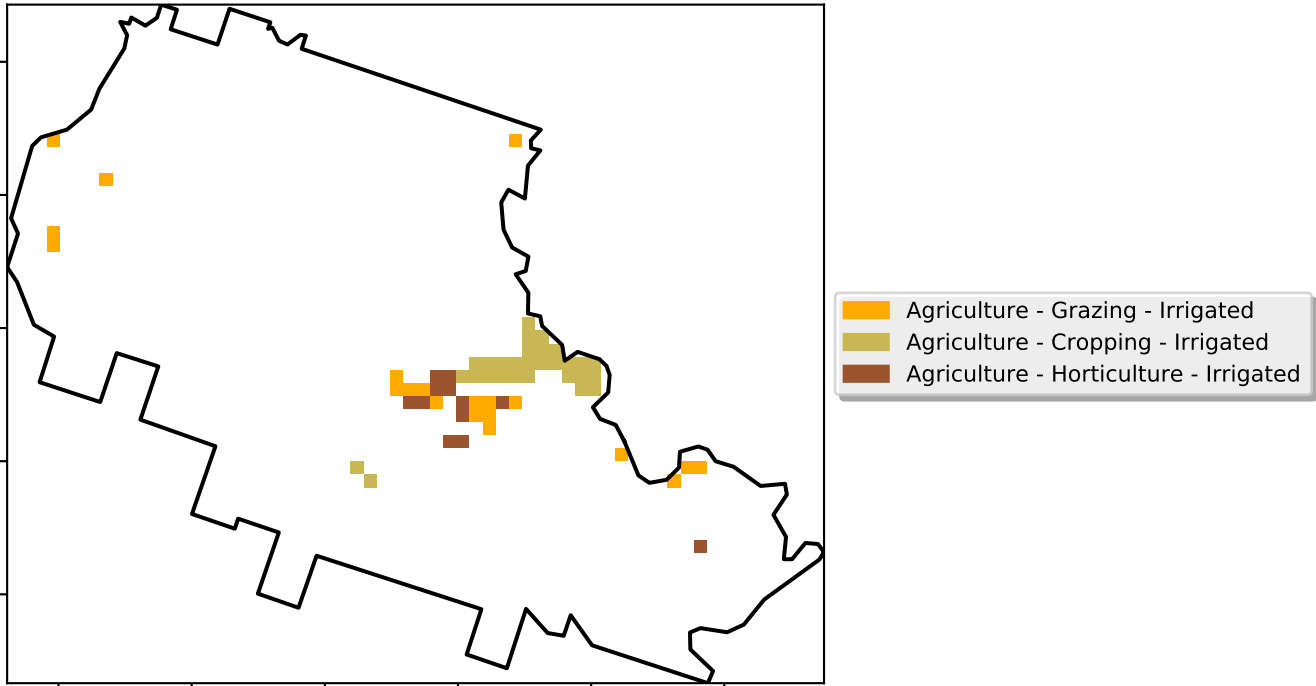 Agriculture - Grazing - Irrigated
Agriculture - Cropping - Irrigated
Agriculture - Horticulture - Irrigated